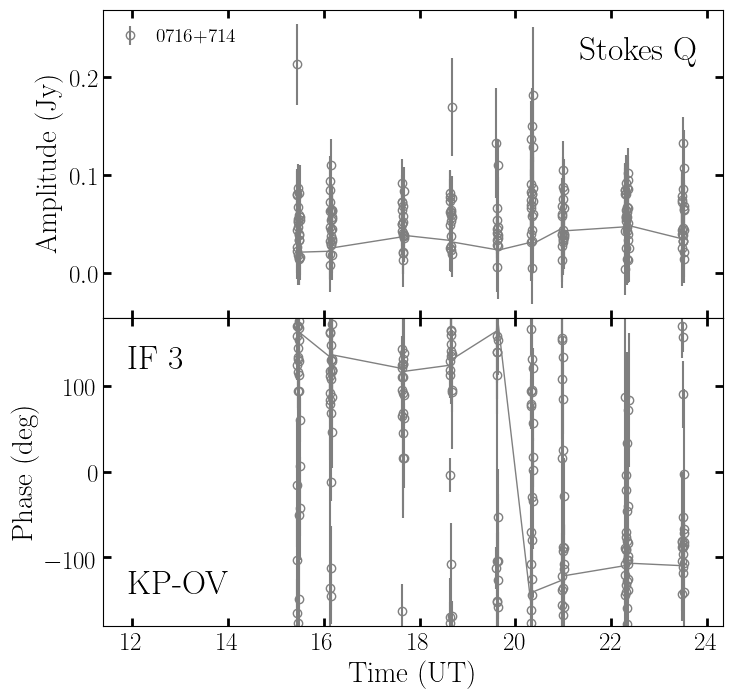 0716+714
Stokes Q
0.2
0.1
0.0
Amplitude (Jy)
IF 3
100
0
−100
Phase (deg)
KP-OV
12 14 16 18 20 22 24
Time (UT)